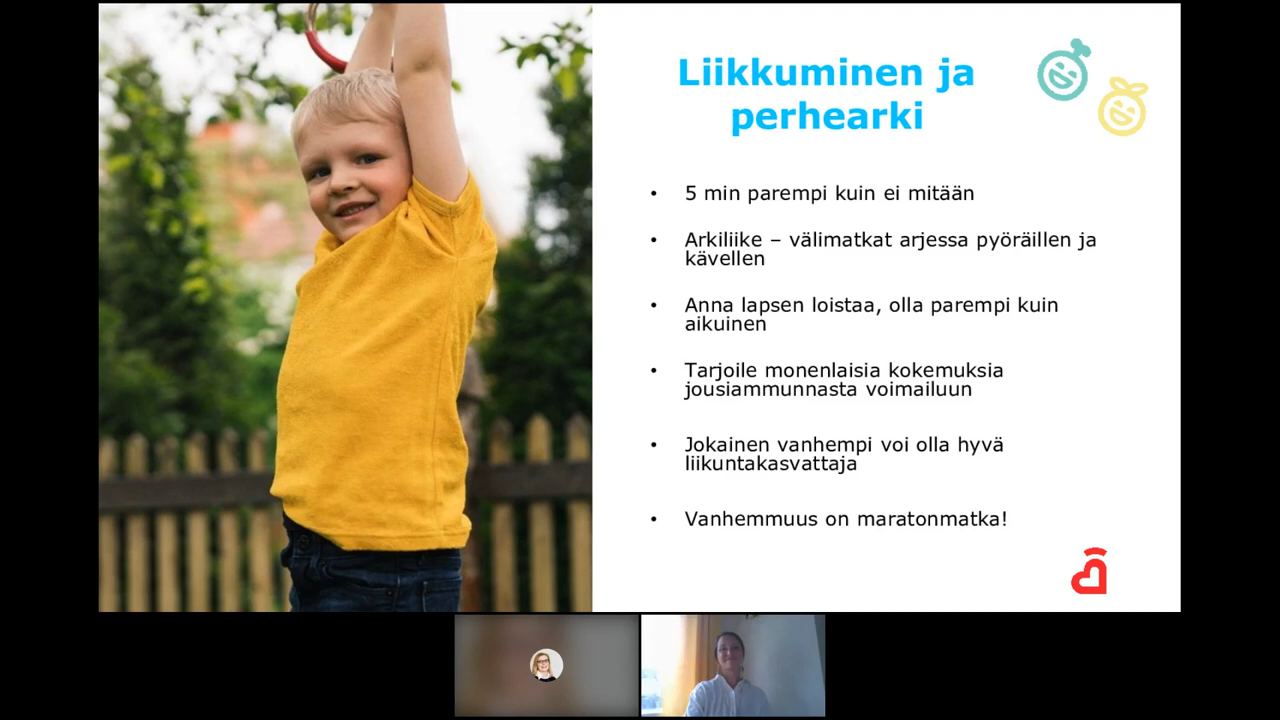 Liikkuminen ja
perhearki
• 5 min parempi kuin ei mitään
• Arkiliike – välimatkat arjessa pyöräillen ja
kävellen
• Anna lapsen loistaa, olla parempi kuin
aikuinen
• Tarjoile monenlaisia kokemuksia
jousiammunnasta voimailuun
• Jokainen vanhempi voi olla hyvä
liikuntakasvattaja
• Vanhemmuus on maratonmatka!